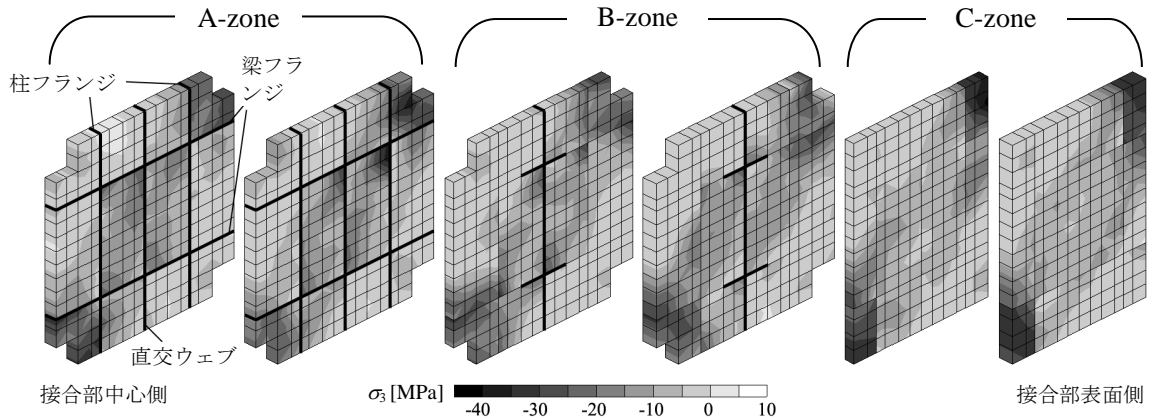 A-zone
B-zone
C-zone
柱フランジ
梁フラ
ンジ
直交ウェブ
接合部中心側
σ3 [MPa]
-40 -30 -20 -10 0 10
接合部表面側